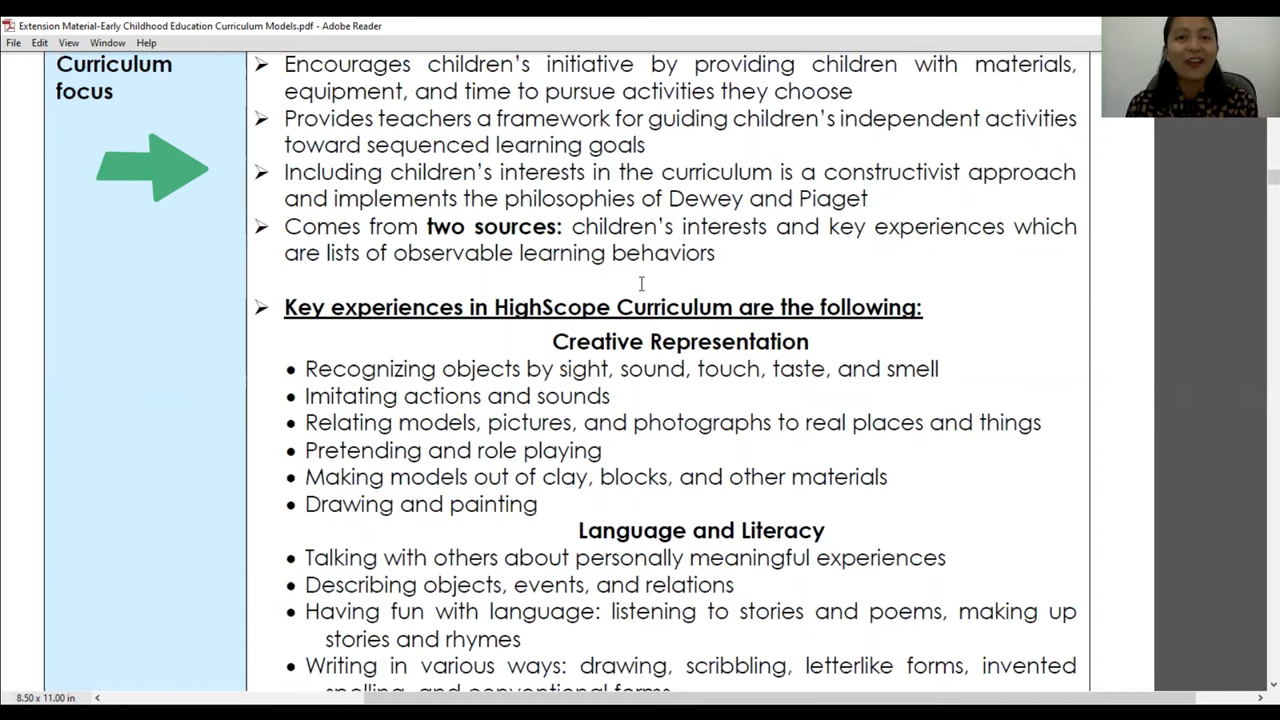 Extension Material-Early Childhood Education Curriculum Models.pdf - Adobe Reader
File Edit View Window Help
Curriculum
focus
➢ Encourages children's initiative by providing children with materials,
equipment, and time to pursue activities they choose
➢ Provides teachers a framework for guiding children's independent activities
toward sequenced learning goals
➢ Including children's interests in the curriculum is a constructivist approach
and implements the philosophies of Dewey and Piaget
➢ Comes from two sources: children's interests and key experiences which
are lists of observable learning behaviors
➢ Key experiences in HighScope Curriculum are the following:
Creative Representation
• Recognizing objects by sight, sound, touch, taste, and smell
• Imitating actions and sounds
• Relating models, pictures, and photographs to real places and things
• Pretending and role playing
• Making models out of clay, blocks, and other materials
• Drawing and painting
Language and Literacy
• Talking with others about personally meaningful experiences
• Describing objects, events, and relations
• Having fun with language: listening to stories and poems, making up
stories and rhymes
• Writing in various ways: drawing, scribbling, letterlike forms, invented
spelling, and conventional forms
8.50 x 11.00 in